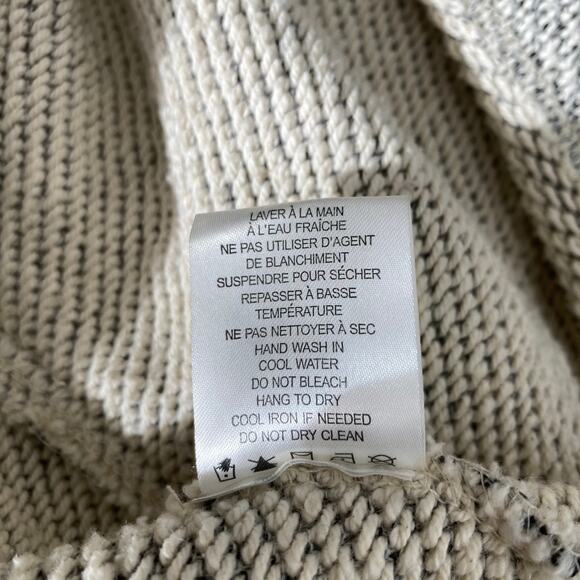 LAVER À LA MAIN
À L'EAU FRAÎCHE
NE PAS UTILISER D'AGENT
DE BLANCHIMENT
SUSPENDRE POUR SÉCHER
REPASSER À BASSE
TEMPÉRATURE
NE PAS NETTOYER À SEC
HAND WASH IN
COOL WATER
DO NOT BLEACH
HANG TO DRY
COOL IRON IF NEEDED
DO NOT DRY CLEAN